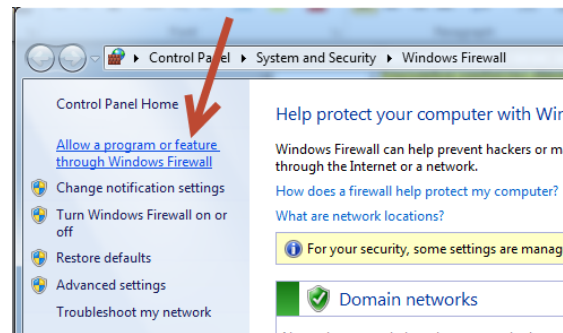 Control Panel ▸ System and Security ▸ Windows Firewall
Control Panel Home
Allow a program or feature
through Windows Firewall
Change notification settings
Turn Windows Firewall on or
off
Restore defaults
Advanced settings
Troubleshoot my network
Help protect your computer with Wi
Windows Firewall can help prevent hackers or m
through the Internet or a network.
How does a firewall help protect my computer?
What are network locations?
For your security, some settings are manag
Domain networks